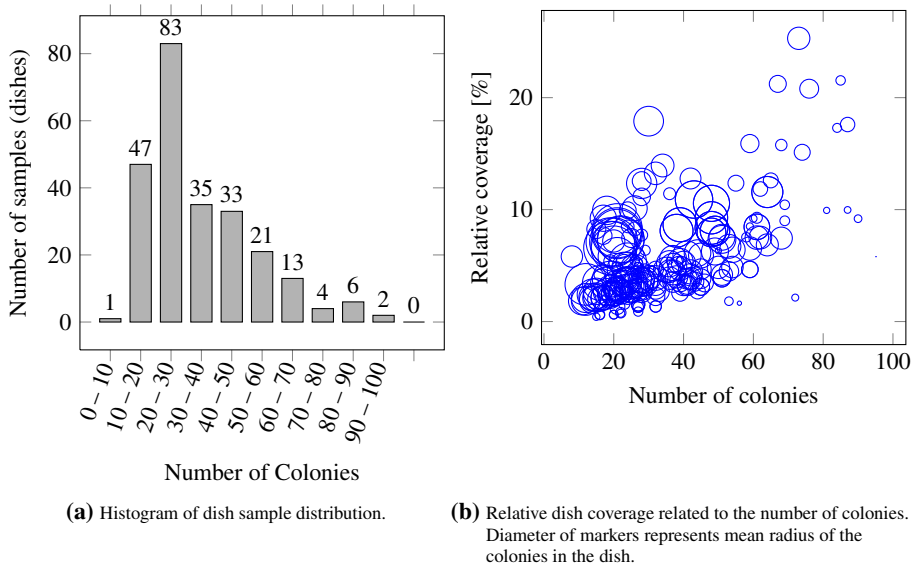 Number of samples (dishes)
80
60
40
20
0
1
47
83
35
33
21
13
4
6
2
0
0 – 10
10 – 20
20 – 30
30 – 40
40 – 50
50 – 60
60 – 70
70 – 80
80 – 90
90 – 100
Number of Colonies
(a) Histogram of dish sample distribution.
Relative coverage [%]
20
10
0
0
20
40
60
80
100
Number of colonies
(b) Relative dish coverage related to the number of colonies.
Diameter of markers represents mean radius of the
colonies in the dish.